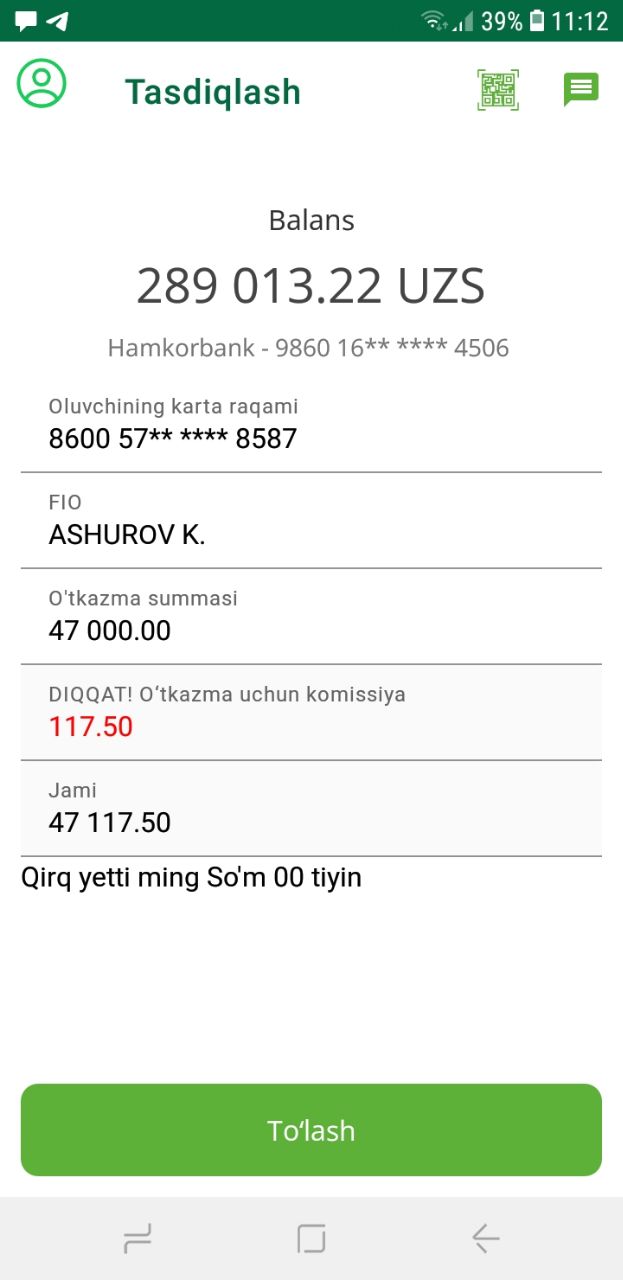 39% 11:12
Tasdiqlash
Balans
289 013.22 UZS
Hamkorbank - 9860 16** **** 4506
Oluvchining karta raqami
8600 57** **** 8587
FIO
ASHUROV K.
O'tkazma summasi
47 000.00
DIQQAT! O‘tkazma uchun komissiya
117.50
Jami
47 117.50
Qirq yetti ming So'm 00 tiyin
To‘lash